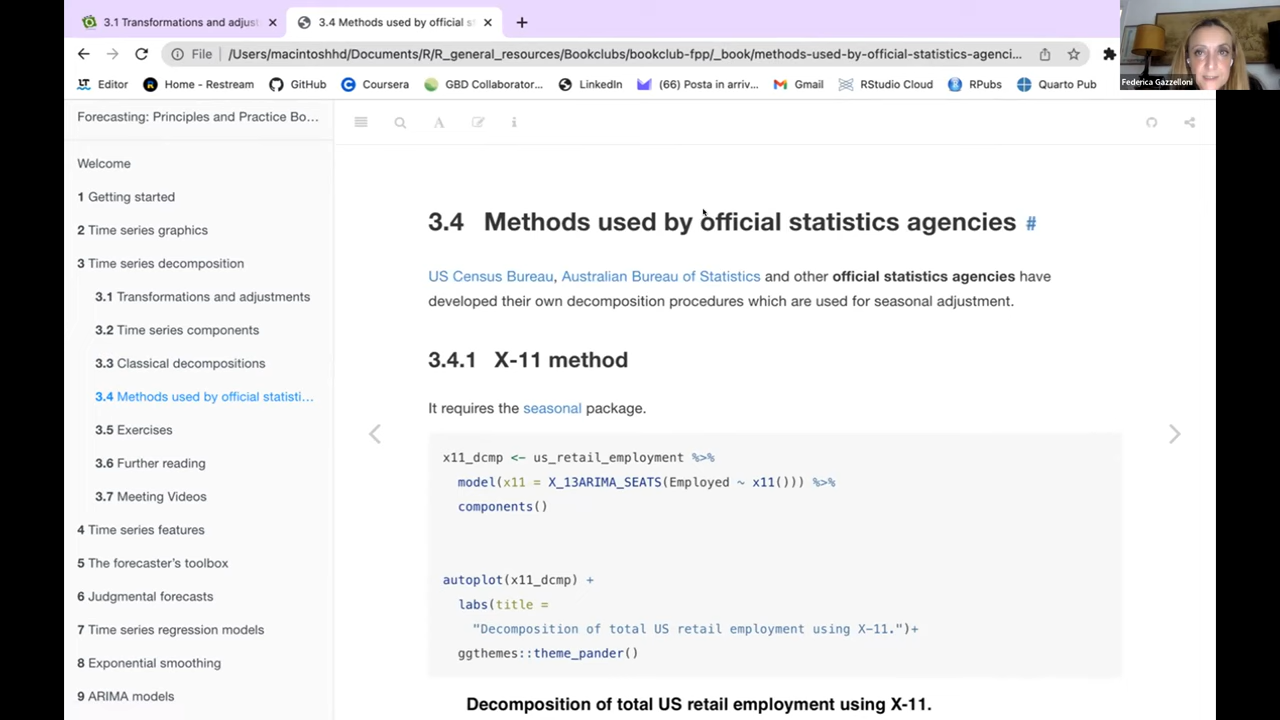 3.1 Transformations and adjust
3.4 Methods used by official st
File
/Users/macintoshhd/Documents/R/R_general_resources/Bookclubs/bookclub-fpp/_book/methods-used-by-official-statistics-agenci...
Editor
Home - Restream
GitHub
Coursera
GBD Collaborator...
LinkedIn
(66) Posta in arriv...
Gmail
RStudio Cloud
RPubs
Quarto Pub
Federica Gazzelloni
Forecasting: Principles and Practice Bo...
Welcome
1 Getting started
2 Time series graphics
3 Time series decomposition
3.1 Transformations and adjustments
3.2 Time series components
3.3 Classical decompositions
3.4 Methods used by official statisti...
3.5 Exercises
3.6 Further reading
3.7 Meeting Videos
4 Time series features
5 The forecaster's toolbox
6 Judgmental forecasts
7 Time series regression models
8 Exponential smoothing
9 ARIMA models
3.4 Methods used by official statistics agencies #
US Census Bureau, Australian Bureau of Statistics and other official statistics agencies have
developed their own decomposition procedures which are used for seasonal adjustment.
3.4.1 X-11 method
It requires the seasonal package.
x11_dcmp <- us_retail_employment %>%
model(x11 = X_13ARIMA_SEATS(Employed ~ x11())) %>%
components()
autoplot(x11_dcmp) +
labs(title =
"Decomposition of total US retail employment using X-11.")+
ggthemes::theme_pander()
Decomposition of total US retail employment using X-11.